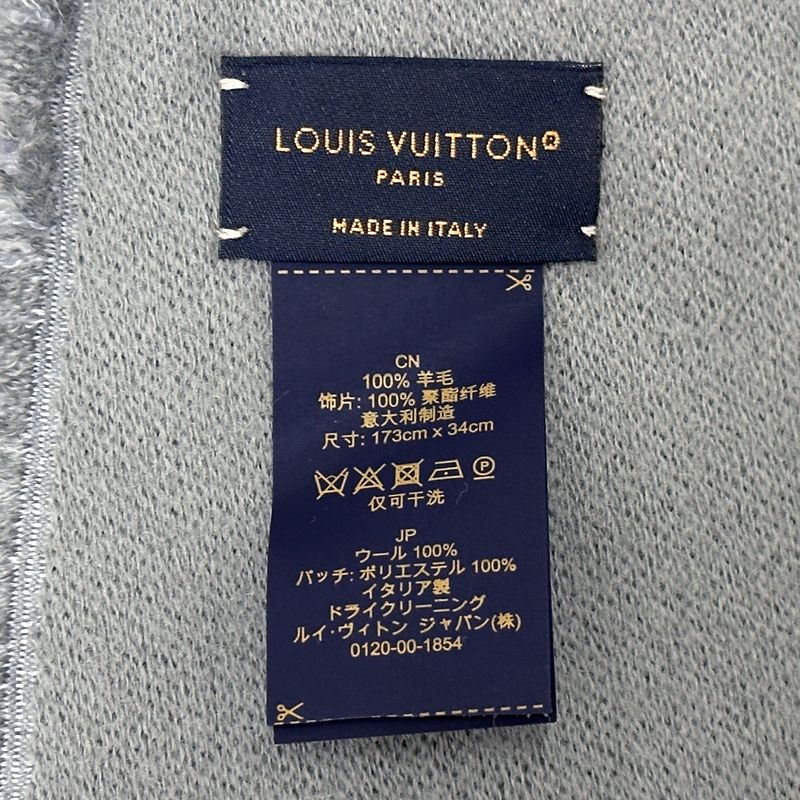 LOUIS VUITTON®
PARIS
MADE IN ITALY
CN
100% 羊毛
饰片: 100% 聚酯纤维
意大利制造
尺寸: 173cm x 34cm
P
仅可干洗
JP
ウール 100%
パッチ: ポリエステル 100%
イタリア製
ドライクリーニング
ルイ·ヴィトン ジャパン(株)
0120-00-1854